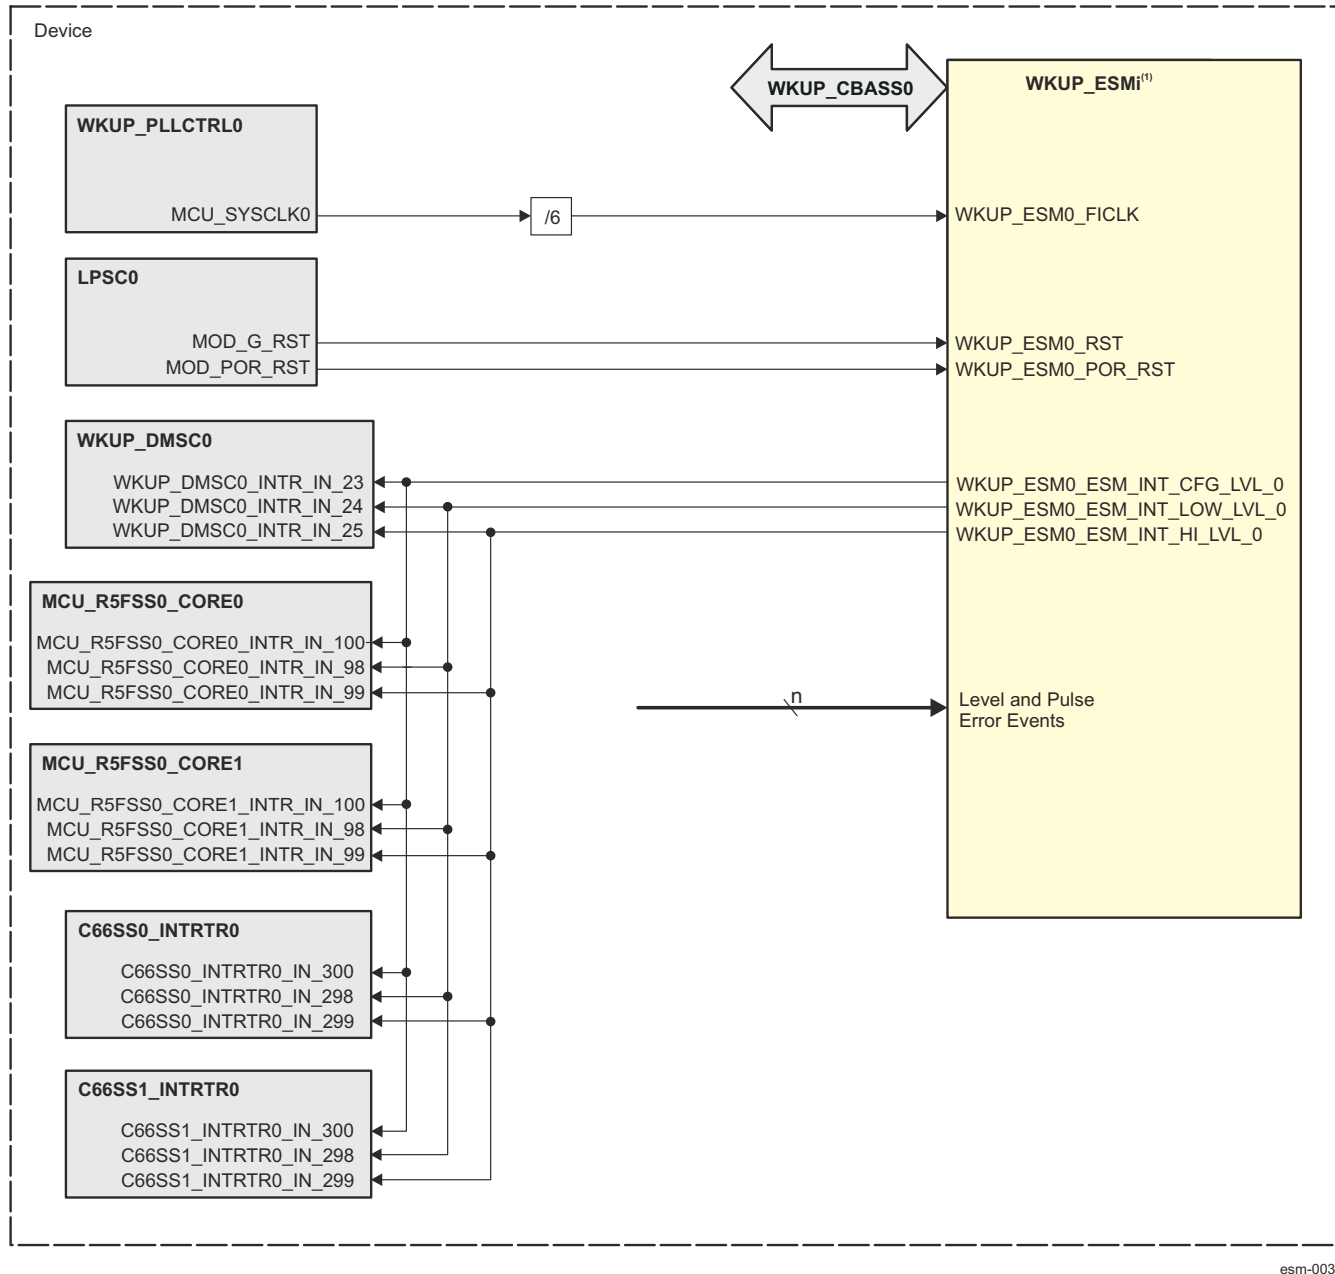 Device
WKUP_CBASS0
WKUP_ESMi(1)
WKUP_PLLCTRL0
MCU_SYSCLK0
/6
WKUP_ESM0_FICLK
LPSC0
MOD_G_RST
MOD_POR_RST
WKUP_ESM0_RST
WKUP_ESM0_POR_RST
WKUP_DMSC0
WKUP_DMSC0_INTR_IN_23
WKUP_DMSC0_INTR_IN_24
WKUP_DMSC0_INTR_IN_25
WKUP_ESM0_ESM_INT_CFG_LVL_0
WKUP_ESM0_ESM_INT_LOW_LVL_0
WKUP_ESM0_ESM_INT_HI_LVL_0
MCU_R5FSS0_CORE0
MCU_R5FSS0_CORE0_INTR_IN_100
MCU_R5FSS0_CORE0_INTR_IN_98
MCU_R5FSS0_CORE0_INTR_IN_99
n
Level and Pulse
Error Events
MCU_R5FSS0_CORE1
MCU_R5FSS0_CORE1_INTR_IN_100
MCU_R5FSS0_CORE1_INTR_IN_98
MCU_R5FSS0_CORE1_INTR_IN_99
C66SS0_INTRTR0
C66SS0_INTRTR0_IN_300
C66SS0_INTRTR0_IN_298
C66SS0_INTRTR0_IN_299
C66SS1_INTRTR0
C66SS1_INTRTR0_IN_300
C66SS1_INTRTR0_IN_298
C66SS1_INTRTR0_IN_299
esm-003